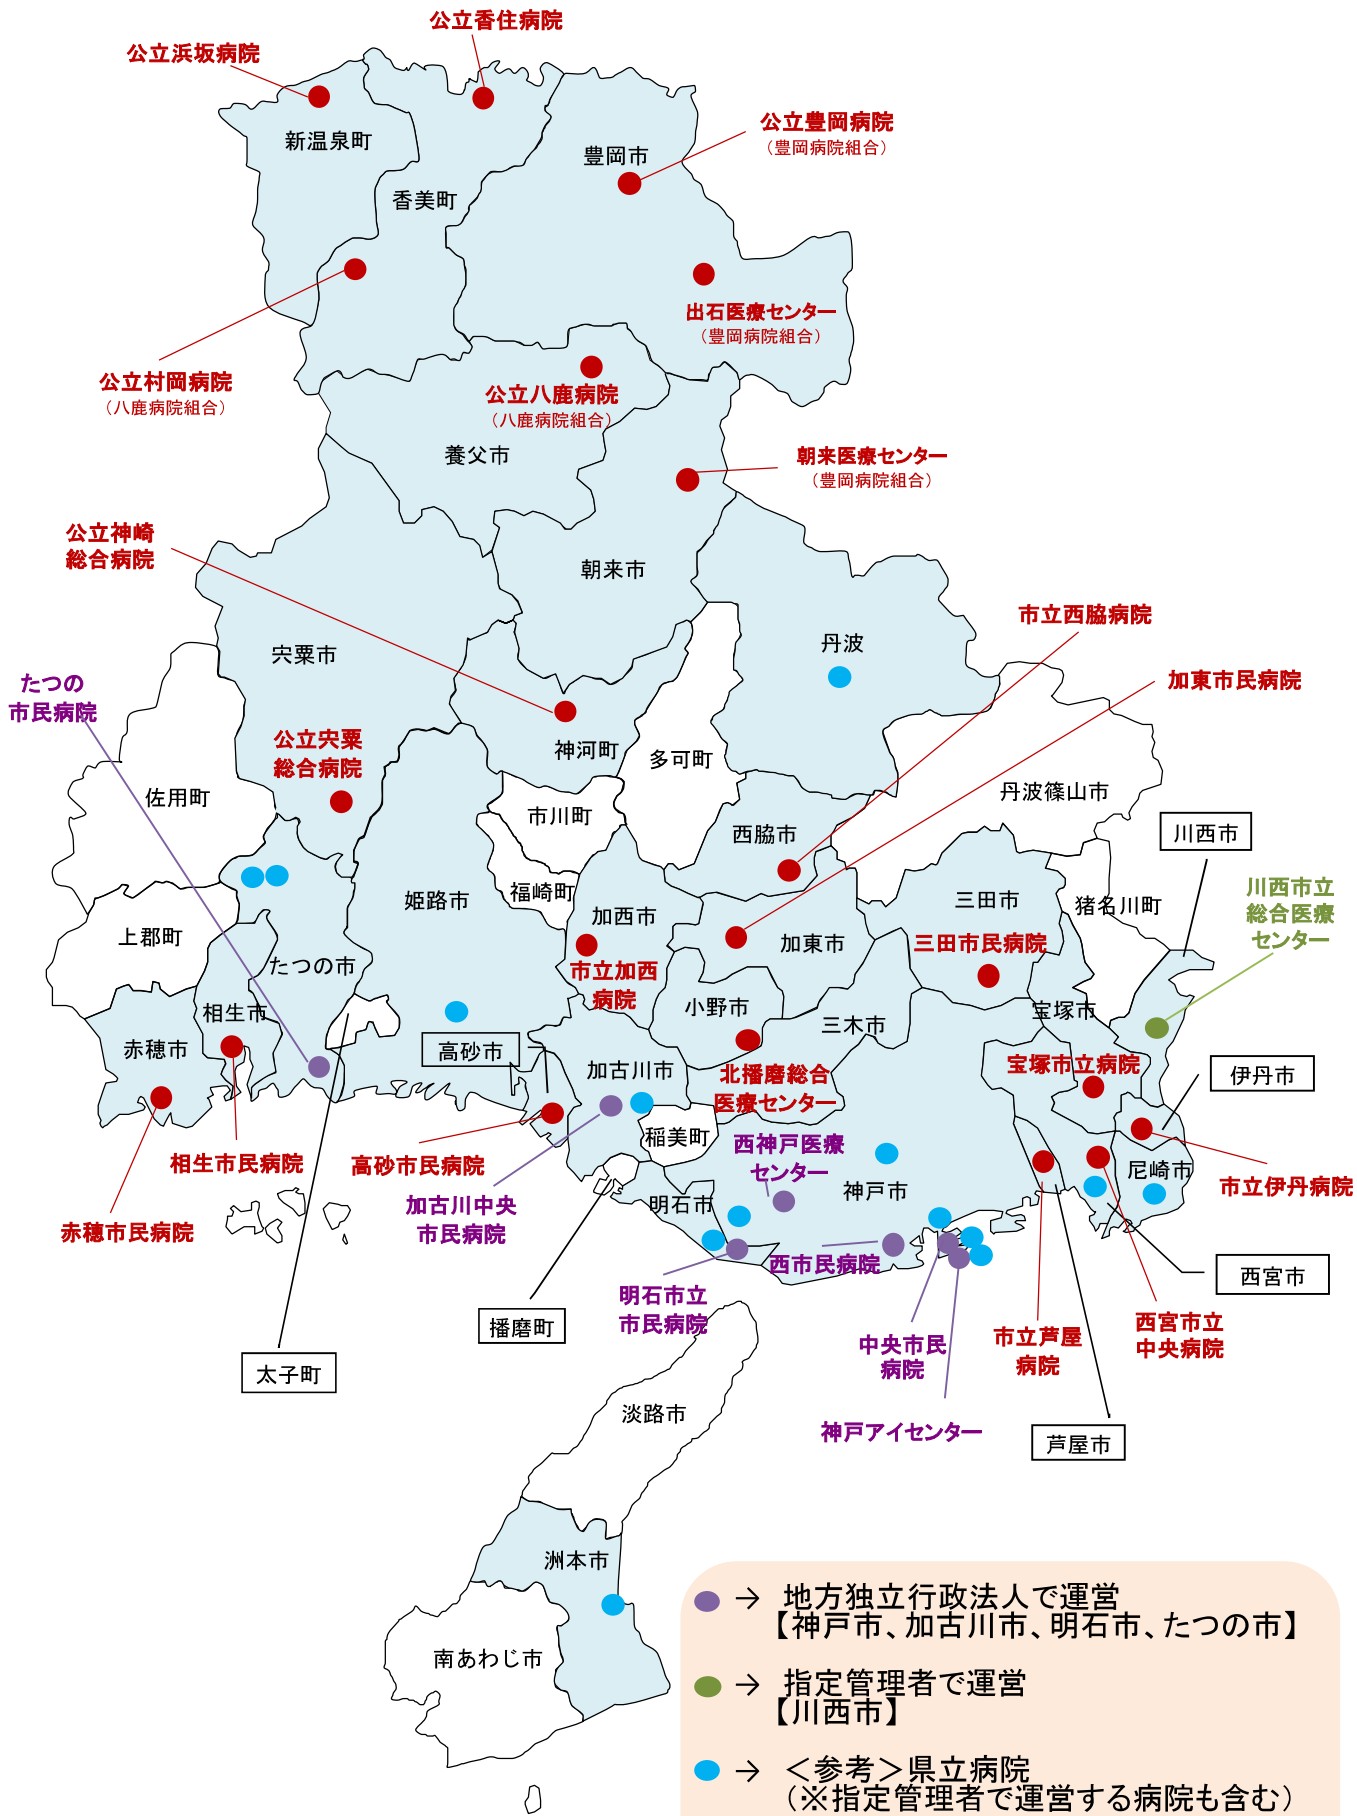 公立香住病院
公立浜坂病院
公立豊岡病院
（豊岡病院組合）
新温泉町
豊岡市
香美町
出石医療センター
（豊岡病院組合）
公立村岡病院
（八鹿病院組合）
公立八鹿病院
（八鹿病院組合）
養父市
朝来医療センター
（豊岡病院組合）
公立神崎
総合病院
朝来市
市立西脇病院
宍粟市
丹波
加東市民病院
たつの
市民病院
公立宍粟
総合病院
神河町
多可町
佐用町
丹波篠山市
市川町
西脇市
川西市
姫路市
福崎町
加西市
三田市
猪名川町
川西市立
総合医療
センター
上郡町
加東市
三田市民病院
たつの市
市立加西
病院
相生市
小野市
三木市
宝塚市
赤穂市
高砂市
加古川市
北播磨総合
医療センター
宝塚市立病院
伊丹市
稲美町
西神戸医療
センター
相生市民病院
高砂市民病院
尼崎市
市立伊丹病院
神戸市
明石市
加古川中央
市民病院
赤穂市民病院
西市民病院
西宮市
明石市立
市民病院
播磨町
中央市民
病院
市立芦屋
病院
西宮市立
中央病院
太子町
淡路市
神戸アイセンター
芦屋市
洲本市
南あわじ市
→ 地方独立行政法人で運営
【神戸市、加古川市、明石市、たつの市】
→ 指定管理者で運営
【川西市】
→ ＜参考＞県立病院
（※指定管理者で運営する病院も含む）